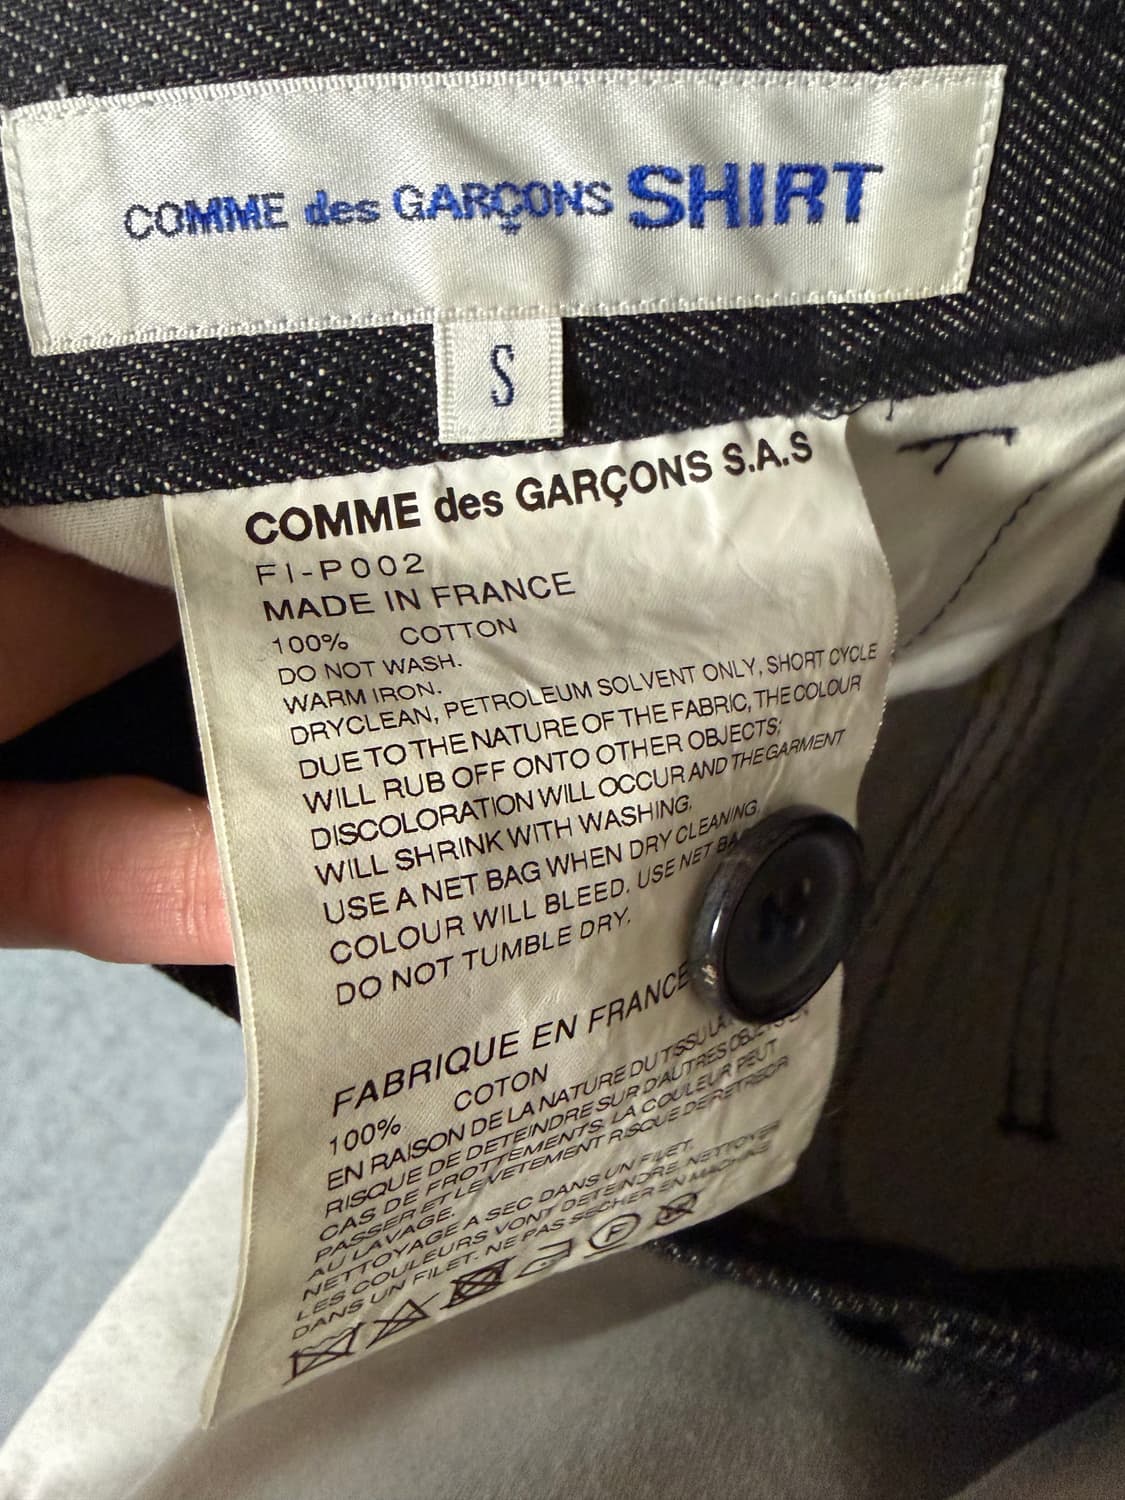 COMME des GARÇONS SHIRT
S
COMME des GARÇONS S.A.S
FI-P002
MADE IN FRANCE
100% COTTON
DO NOT WASH.
WARM IRON.
DRYCLEAN, PETROLEUM SOLVENT ONLY, SHORT CYCLE
DUE TO THE NATURE OF THE FABRIC, THE COLOUR
WILL RUB OFF ONTO OTHER OBJECTS;
DISCOLORATION WILL OCCUR AND THE GARMENT
WILL SHRINK WITH WASHING.
USE A NET BAG WHEN DRY CLEANING.
COLOUR WILL BLEED. USE NET
DO NOT TUMBLE DRY.
FABRIQUE EN FRANCE
100% COTON
EN RAISON DE LA NATURE DU TISSU
RISQUE DE DETEINDRE SUR D'AUTRES OBJETS
CAS DE FROTTEMENTS. LA COULEUR PEUT
PASSER ET LE VETEMENT RISQUE DE RETRECIR
AU LAVAGE.
NETTOYAGE A SEC DANS UN FILET.
LES COULEURS VONT DETEINDRE, NETTOYER
DANS UN FILET. NE PAS SECHER EN MACHINE
P